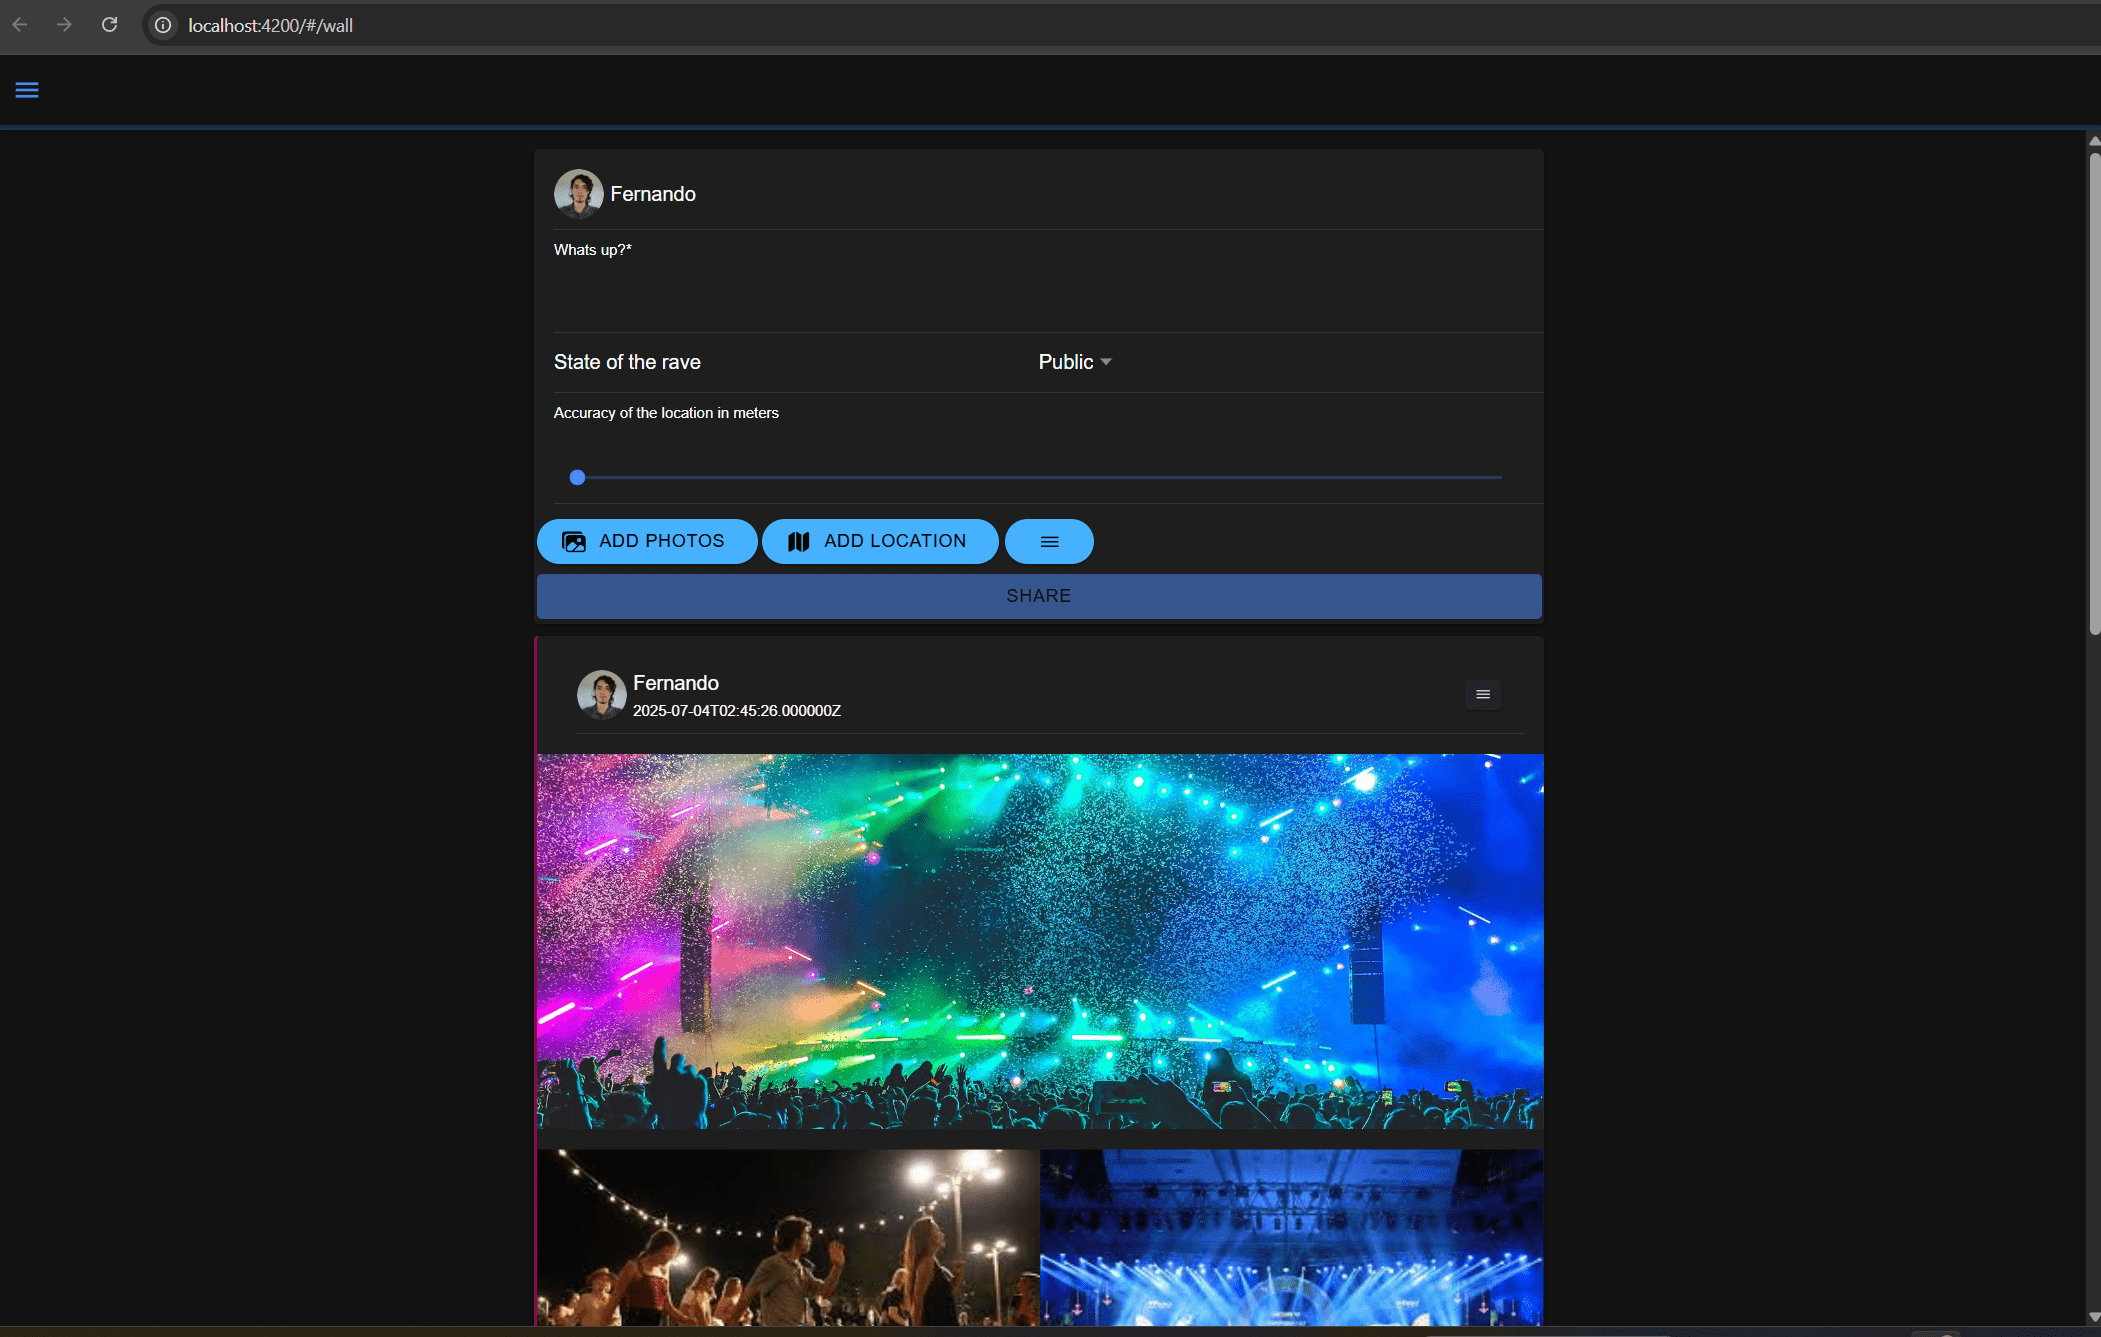 localhost:4200/#/wall
Fernando
Whats up?*
State of the rave
Public
Accuracy of the location in meters
ADD PHOTOS
ADD LOCATION
SHARE
Fernando
2025-07-04T02:45:26.000000Z